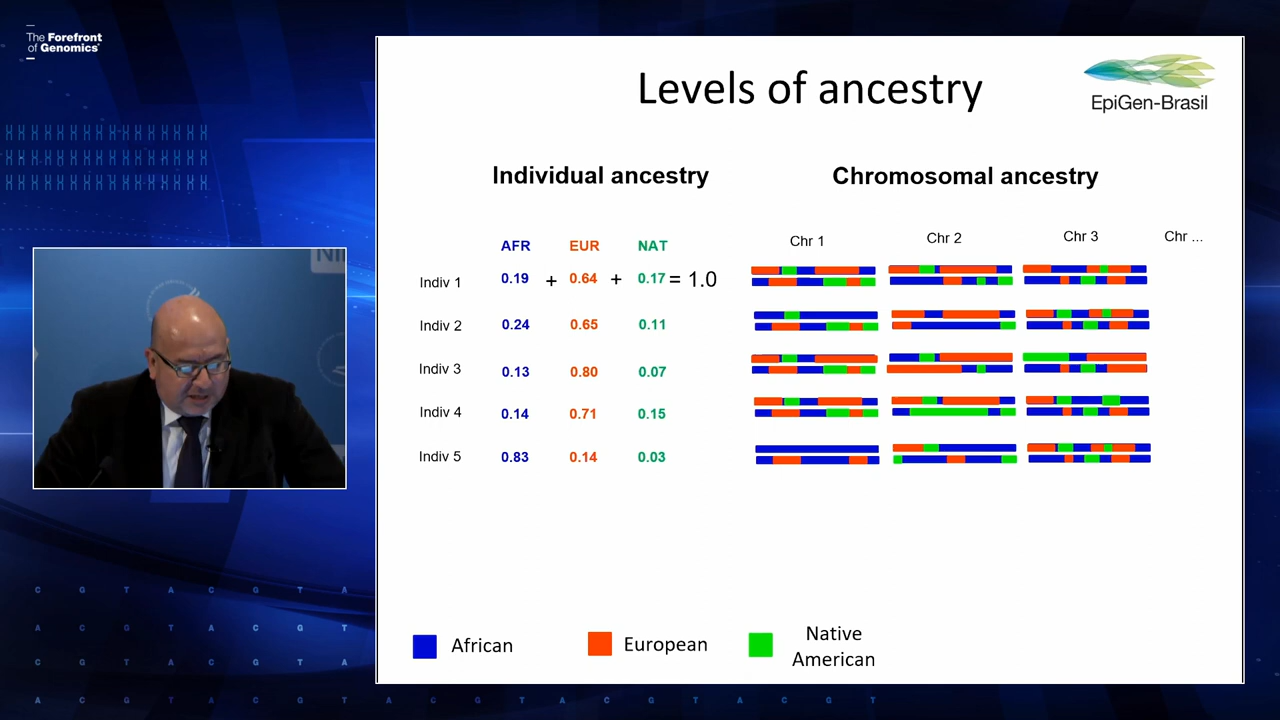 The Forefront
of Genomics
Levels of ancestry
EpiGen-Brasil
Individual ancestry
Chromosomal ancestry
AFR EUR NAT
Chr 1 Chr 2 Chr 3 Chr ...
Indiv 1 0.19 + 0.64 + 0.17 = 1.0
Indiv 2 0.24 0.65 0.11
Indiv 3 0.13 0.80 0.07
Indiv 4 0.14 0.71 0.15
Indiv 5 0.83 0.14 0.03
African
European
Native
American
C G T A C G T A
A C G T A C G T
C G T A C G T A
A C G T A C G T A C G T A C G T A C G T